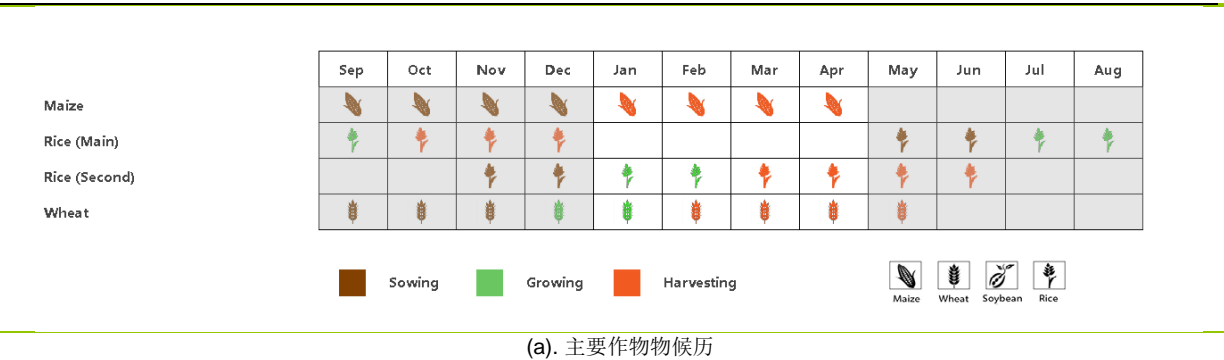 Sep Oct Nov Dec Jan Feb Mar Apr May Jun Jul Aug
Maize
Rice (Main)
Rice (Second)
Wheat
Sowing Growing Harvesting
Maize Wheat Soybean Rice
(a). 主要作物物候历